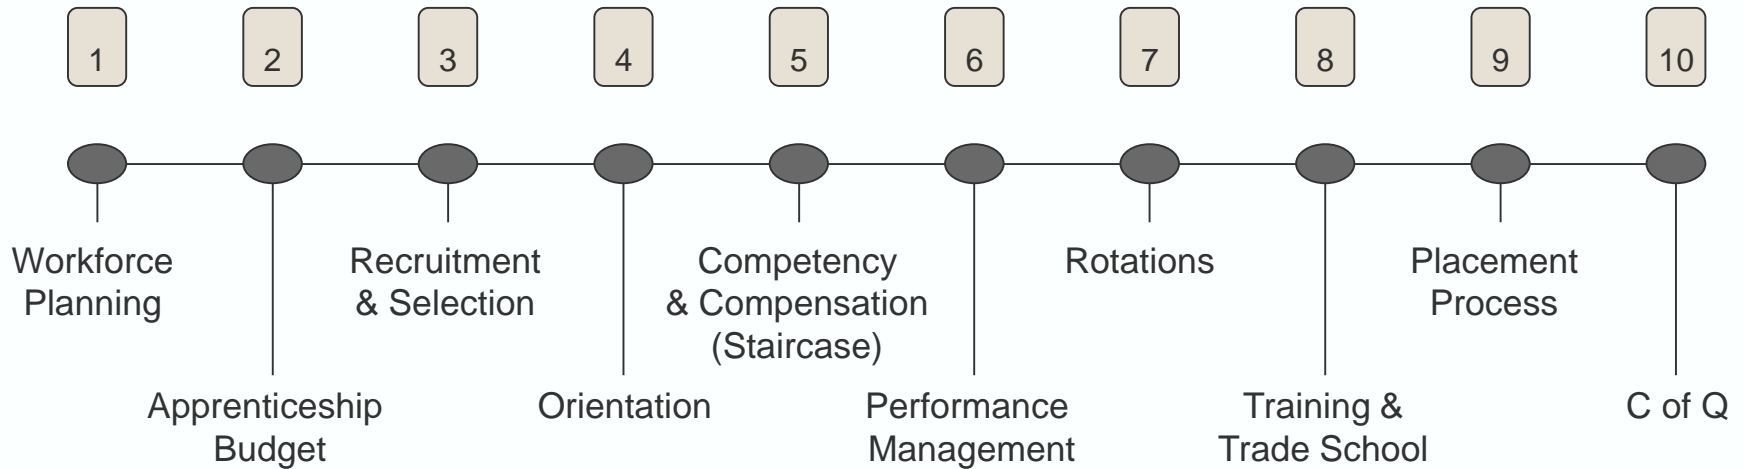 1
2
3
4
5
6
7
8
9
10
Workforce
Planning
Apprenticeship
Budget
Recruitment
& Selection
Orientation
Competency
& Compensation
(Staircase)
Performance
Management
Rotations
Training &
Trade School
Placement
Process
C of Q